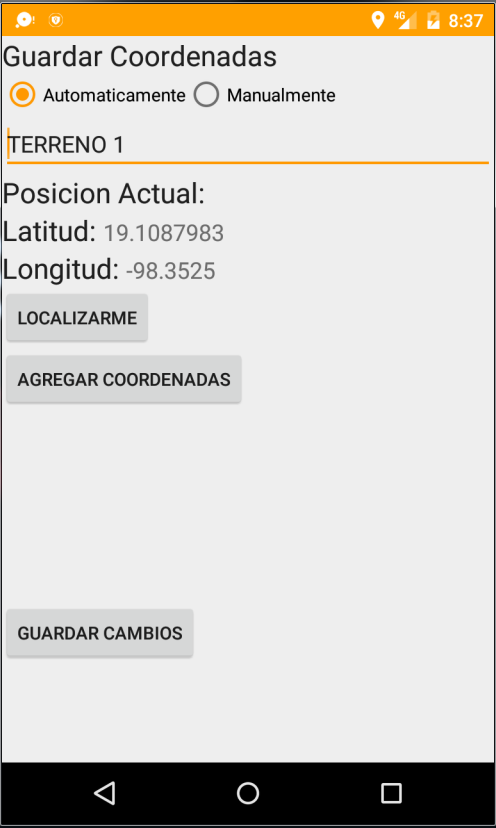 4G 8:37
Guardar Coordenadas
Automaticamente Manualmente
TERRENO 1
Posicion Actual:
Latitud: 19.1087983
Longitud: -98.3525
LOCALIZARME
AGREGAR COORDENADAS
GUARDAR CAMBIOS